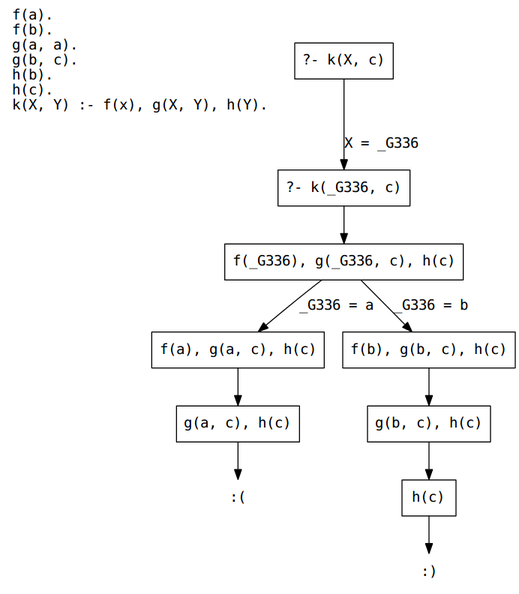 f(a).
f(b).
g(a, a).
g(b, c).
h(b).
h(c).
k(X, Y) :- f(x), g(X, Y), h(Y).
?- k(X, c)
X = _G336
?- k(_G336, c)
f(_G336), g(_G336, c), h(c)
_G336 = a
_G336 = b
f(a), g(a, c), h(c)
f(b), g(b, c), h(c)
g(a, c), h(c)
g(b, c), h(c)
:(
h(c)
:)